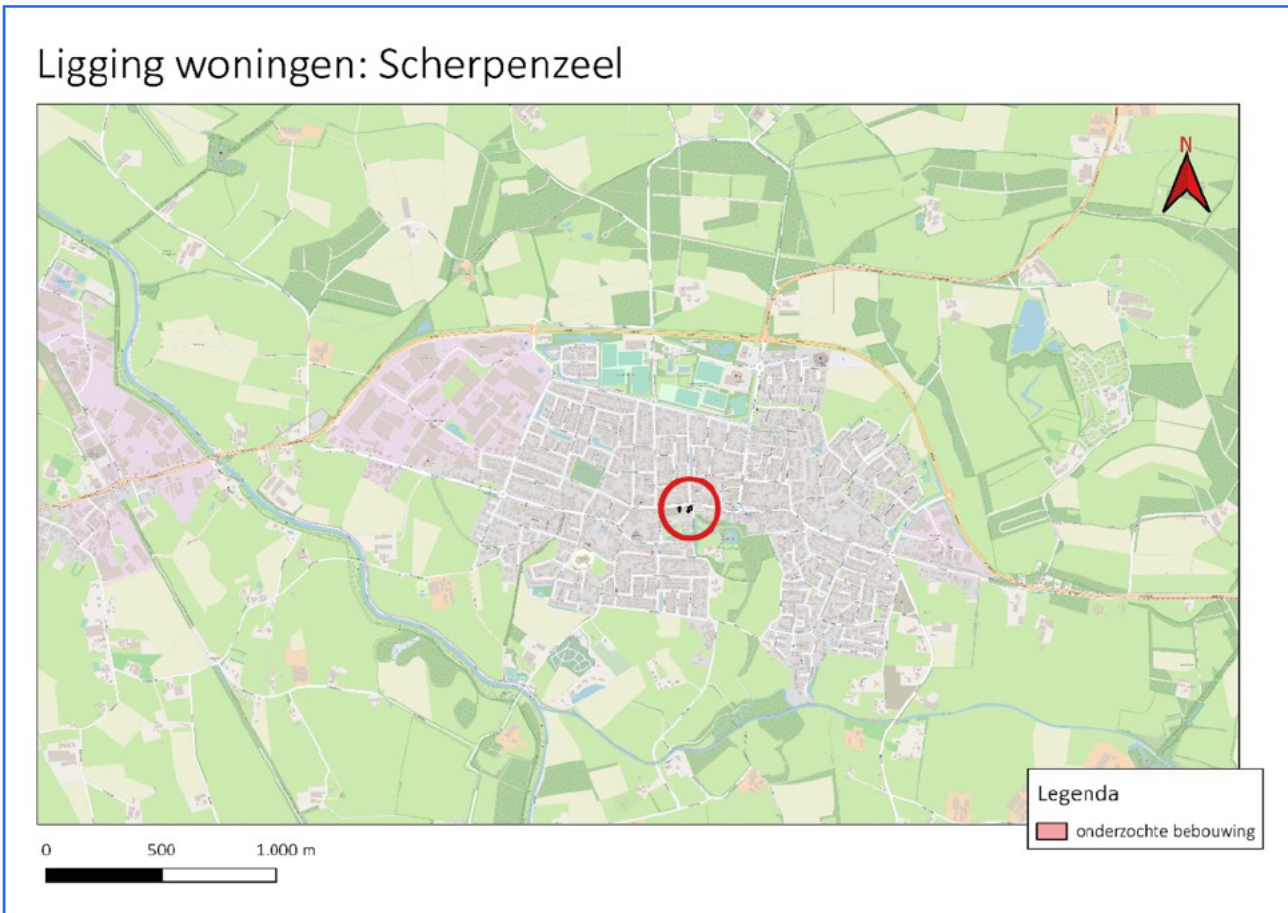 Ligging woningen: Scherpenzeel
N
Legenda
onderzochte bebouwing
0 500 1.000 m